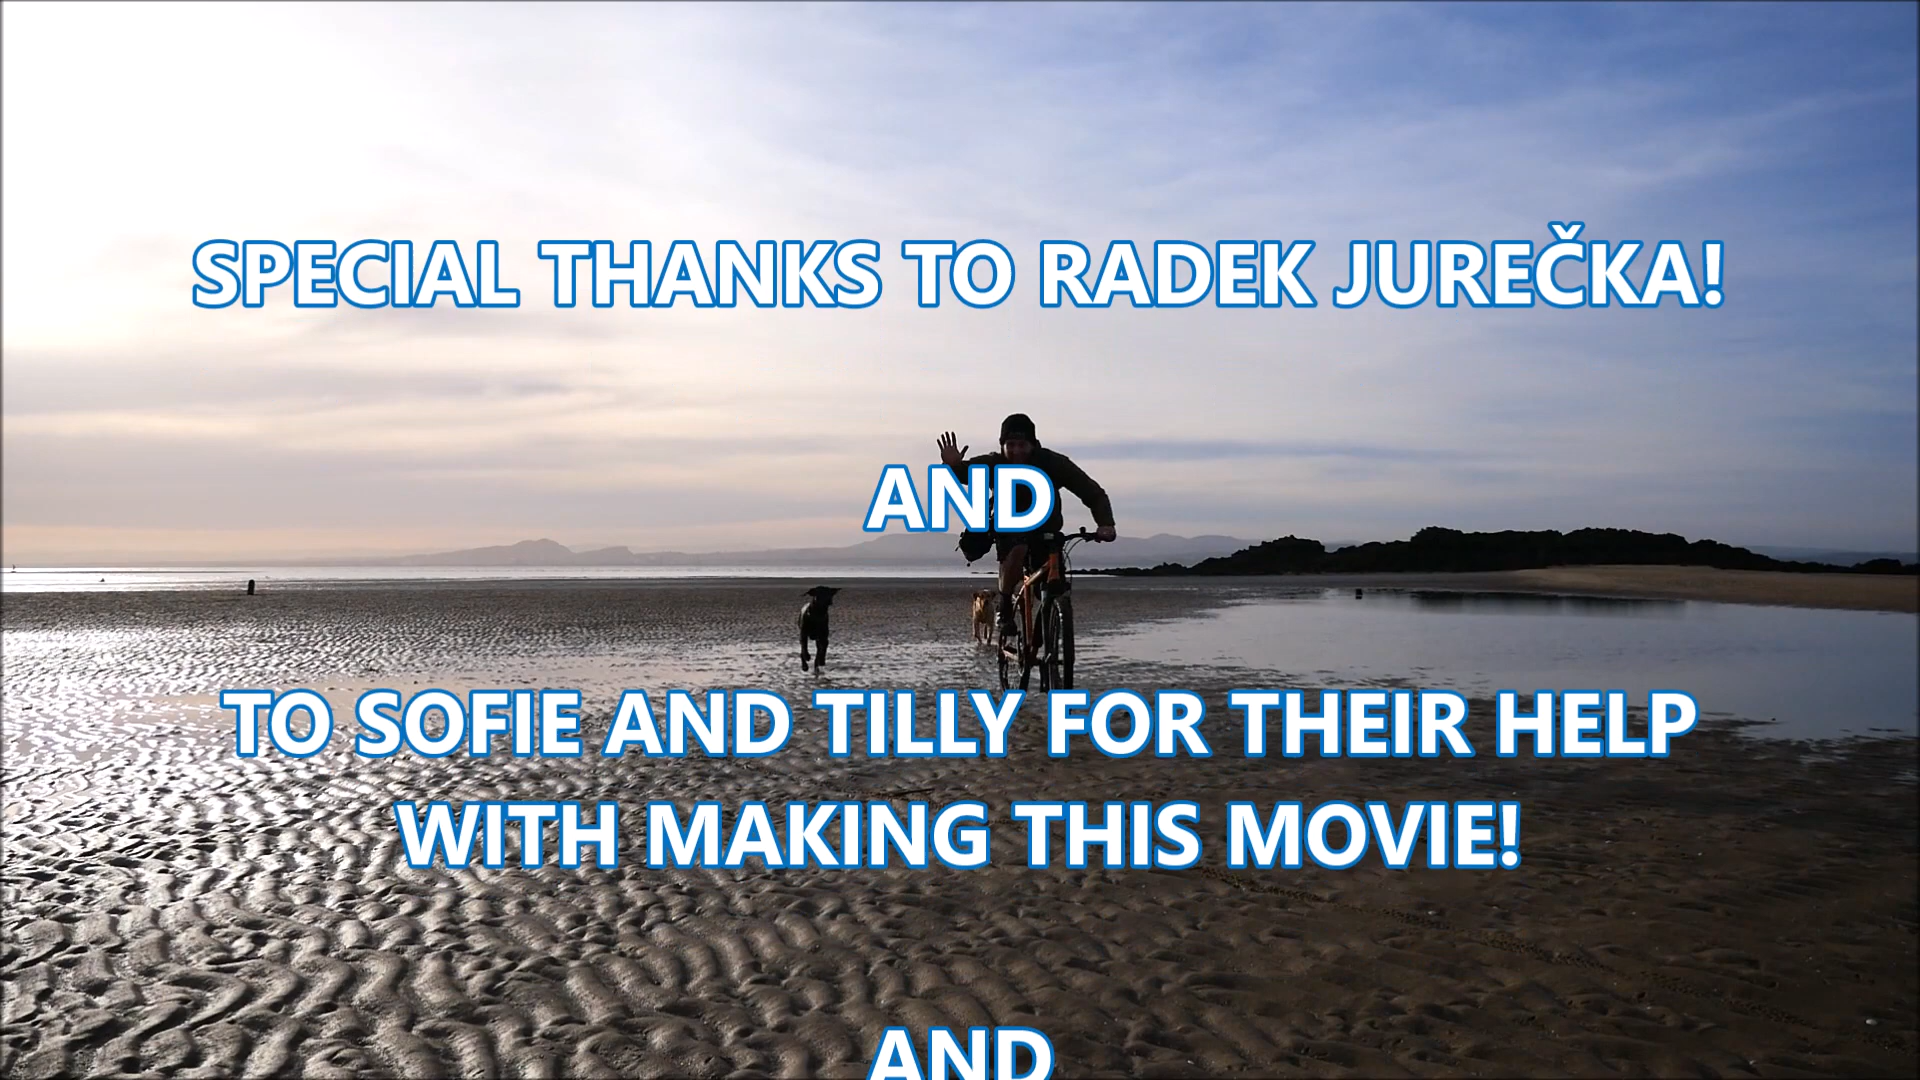 SPECIAL THANKS TO RADEK JUREČKA!
AND
TO SOFIE AND TILLY FOR THEIR HELP
WITH MAKING THIS MOVIE!
AND